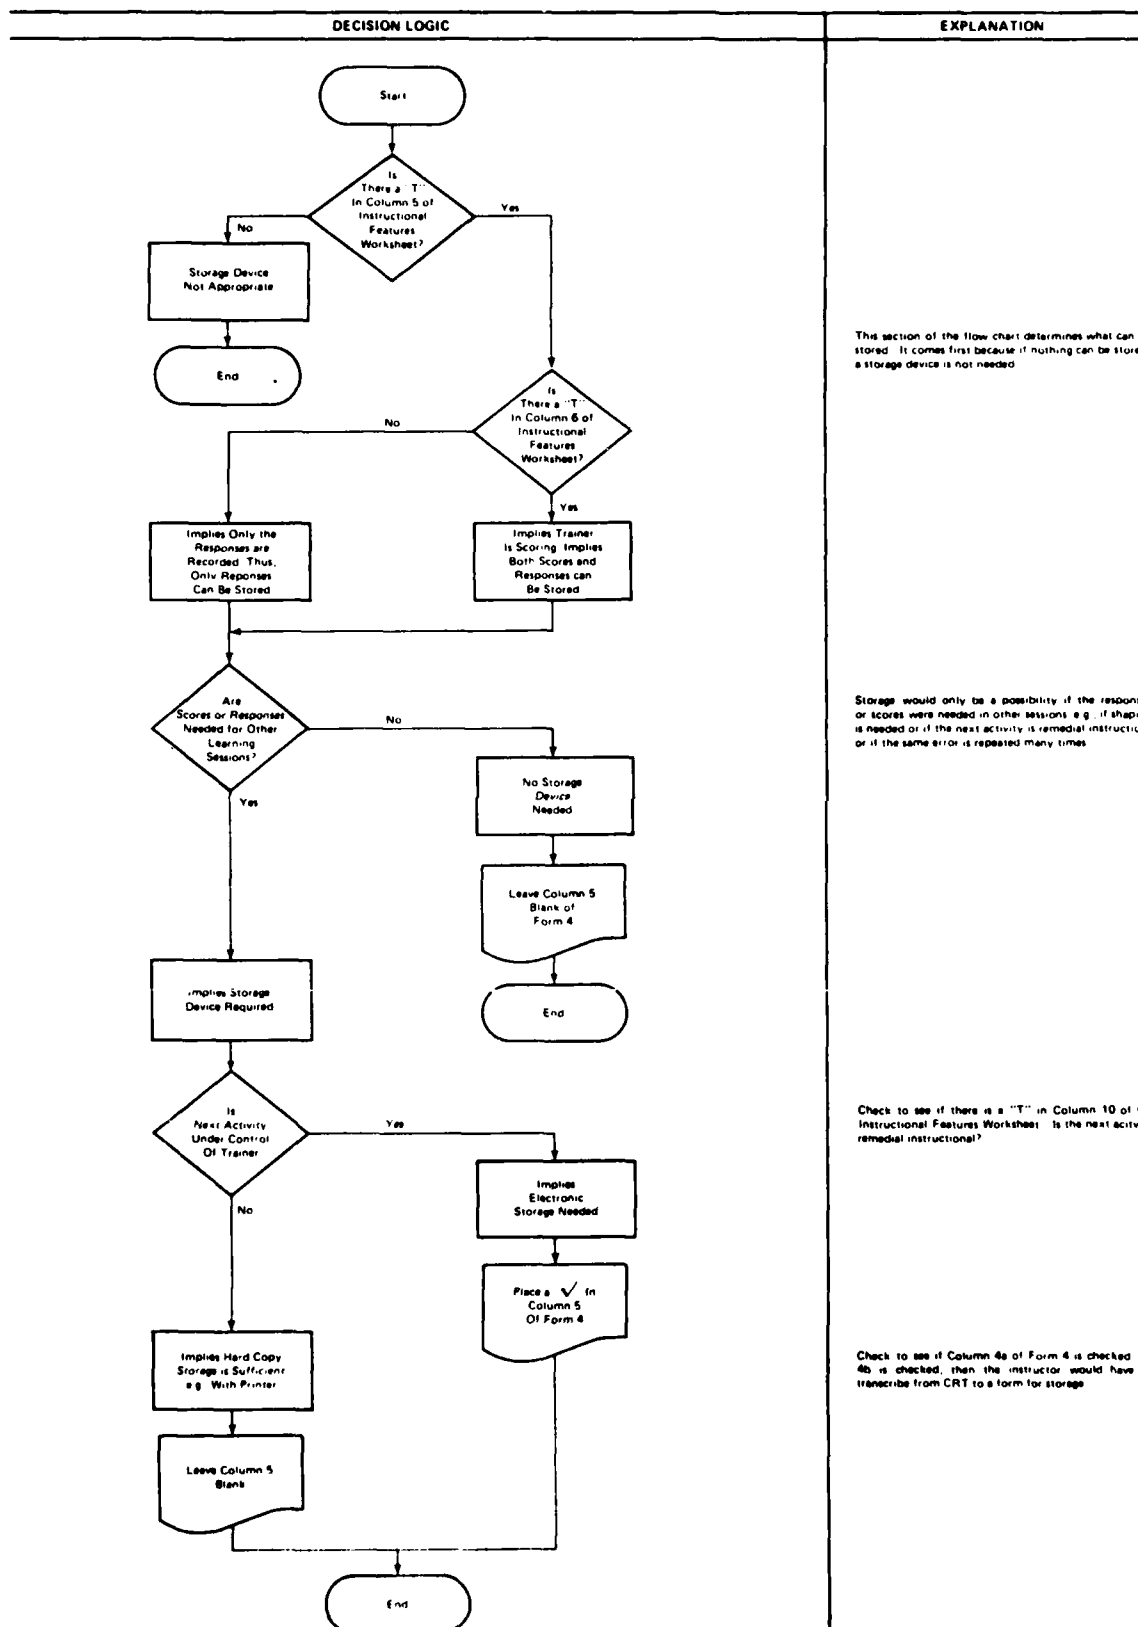 DECISION LOGIC
EXPLANATION
Start
Is
There a "T"
In Column 5 of
Instructional
Features
Worksheet?
No
Yes
Storage Device
Not Appropriate
End
This section of the flow chart determines what can
stored It comes first because if nothing can be store
a storage device is not needed
Is
There a "T"
In Column 6 of
Instructional
Features
Worksheet?
No
Yes
Implies Only the
Responses are
Recorded Thus,
Only Reponses
Can Be Stored
Implies Trainer
Is Scoring Implies
Both Scores and
Responses can
Be Stored
Are
Scores or Responses
Needed for Other
Learning
Sessions?
No
Yes
Storage would only be a possibility if the respons
or scores were needed in other sessions e.g., if shapi
is needed or if the next activity is remedial instructio
or if the same error is repeated many times
No Storage
Device
Needed
Leave Column 5
Blank of
Form 4
End
Implies Storage
Device Required
Is
Next Activity
Under Control
Of Trainer
Yes
No
Check to see if there is a "T" in Column 10 of
Instructional Features Worksheet Is the next acitv
remedial instructional?
Implies
Electronic
Storage Needed
Place a ✓ In
Column 5
Of Form 4
Implies Hard Copy
Storage is Sufficient
e.g. With Printer
Check to see if Column 4a of Form 4 is checked
4b is checked, then the instructor would have
transcribe from CRT to a form for storage
Leave Column 5
Blank
End